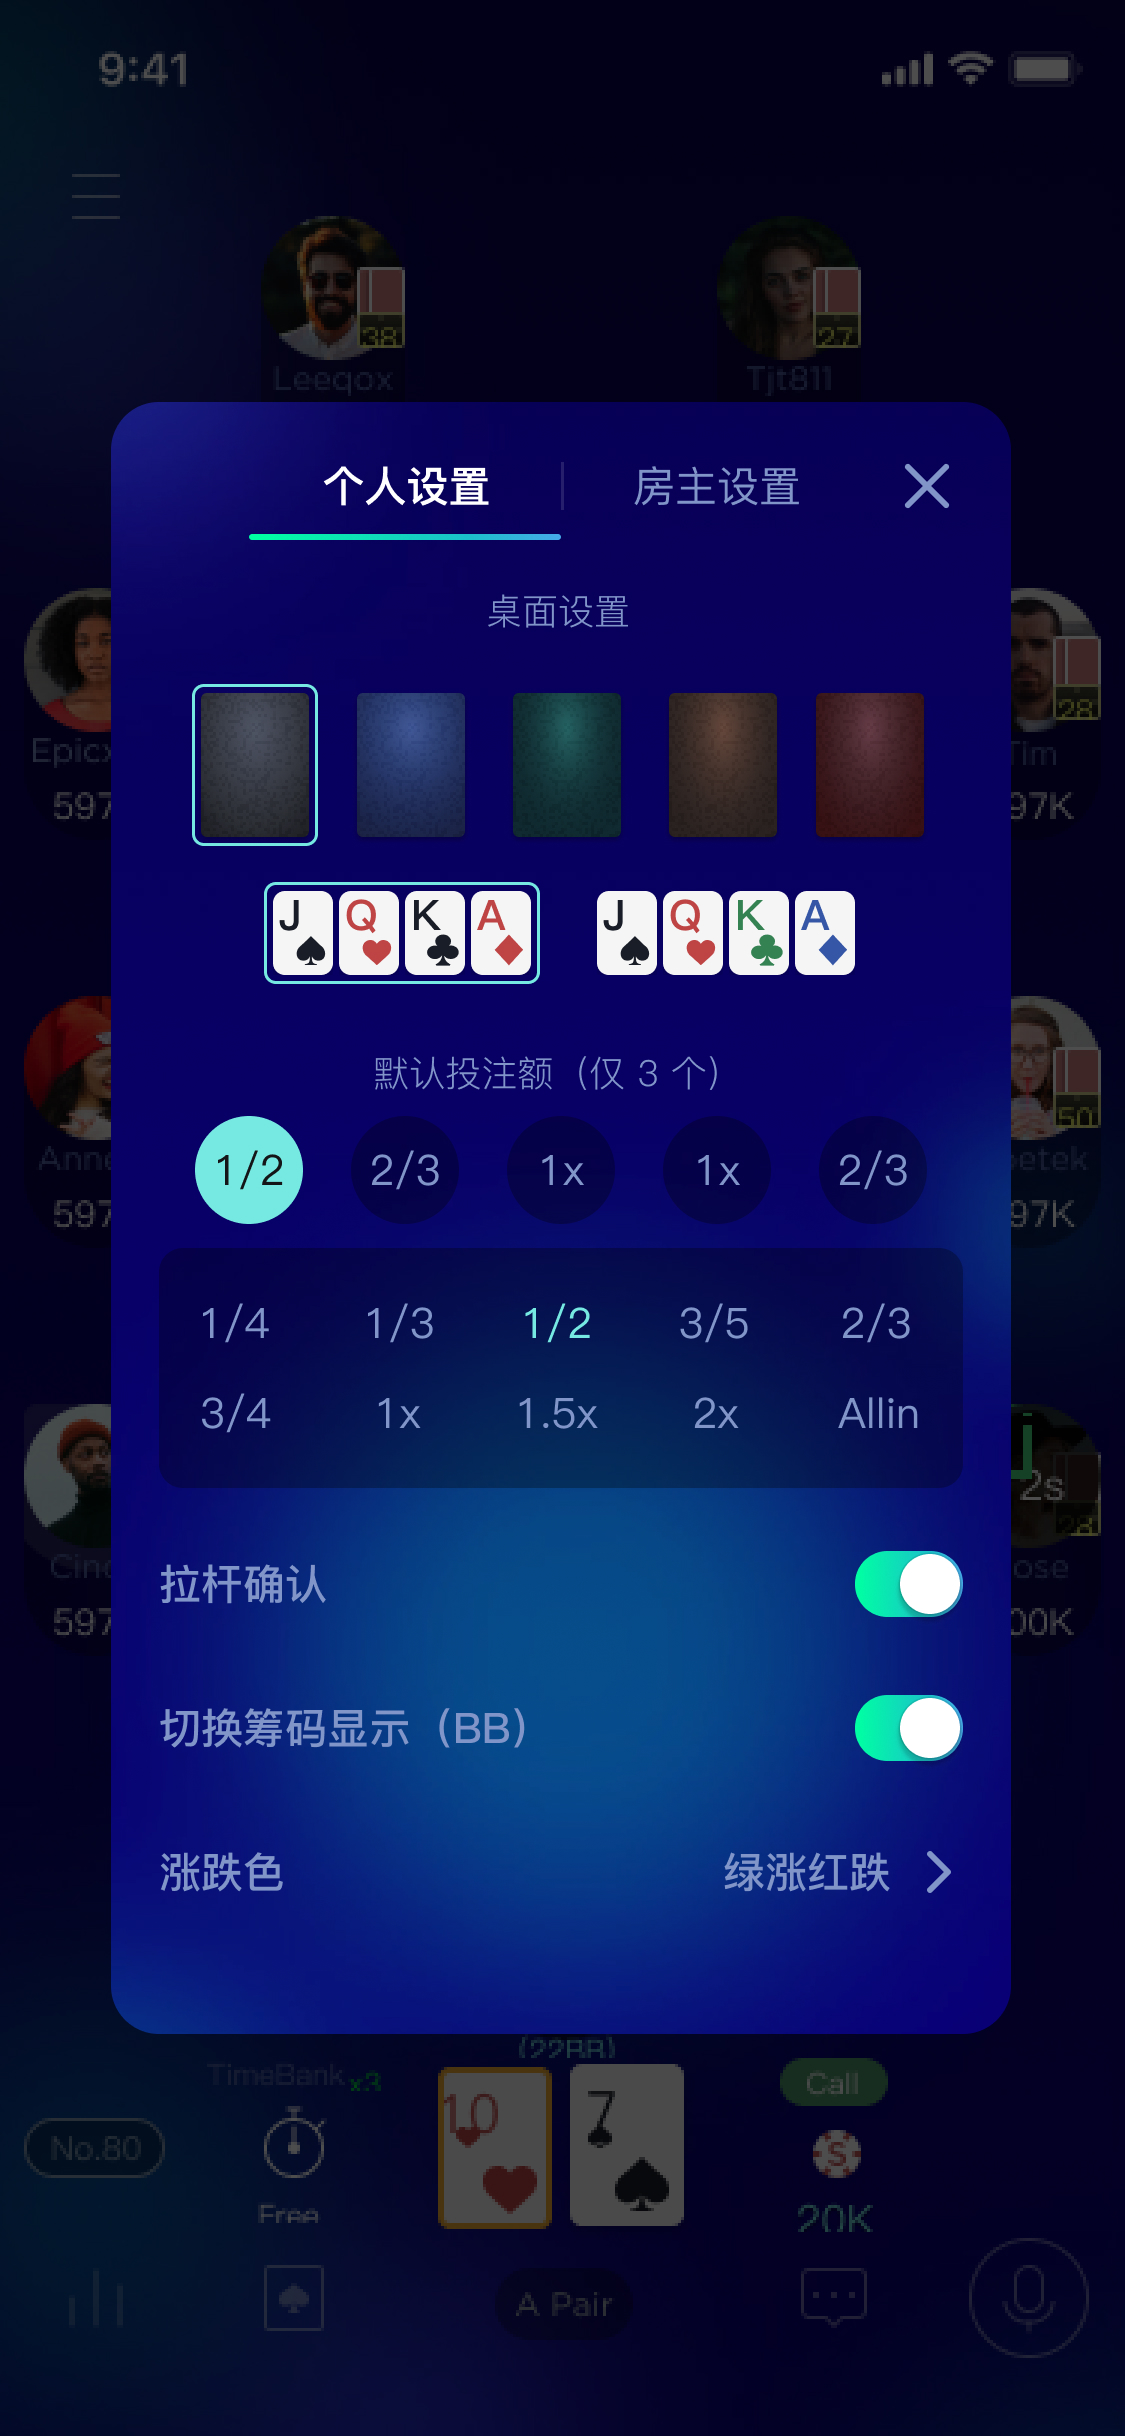 9:41
38
27
Leeqox
Tjt811
个人设置
房主设置
桌面设置
28
Epicx
Tim
597
97K
J Q K A
J Q K A
默认投注额（仅 3 个）
50
1/2 2/3 1x 1x 2/3
Anne
betek
597
97K
1/4 1/3 1/2 3/5 2/3
3/4 1x 1.5x 2x Allin
2s
28
拉杆确认
Cind
ose
597
00K
切换筹码显示（BB）
涨跌色
绿涨红跌
(22BB)
TimeBank x3
Call
10
7
No.80
S
Free
20K
A Pair